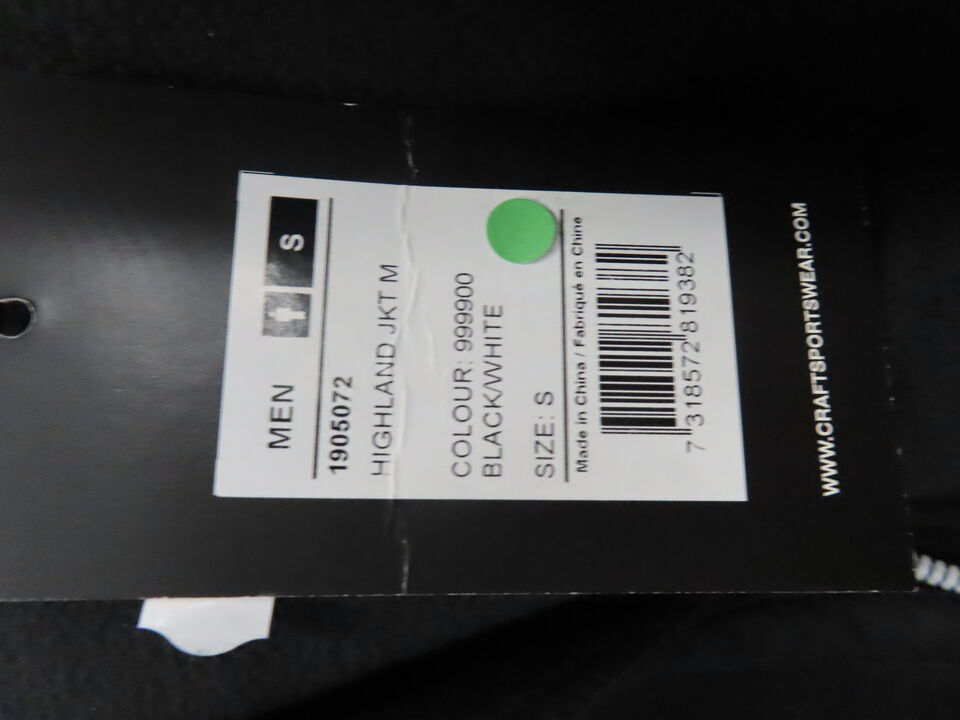 MEN
S
1905072
HIGHLAND JKT M
COLOUR: 999900
BLACK/WHITE
SIZE: S
Made in China / Fabriqué en Chine
7 318572 819382
WWW.CRAFTSPORTSWEAR.COM